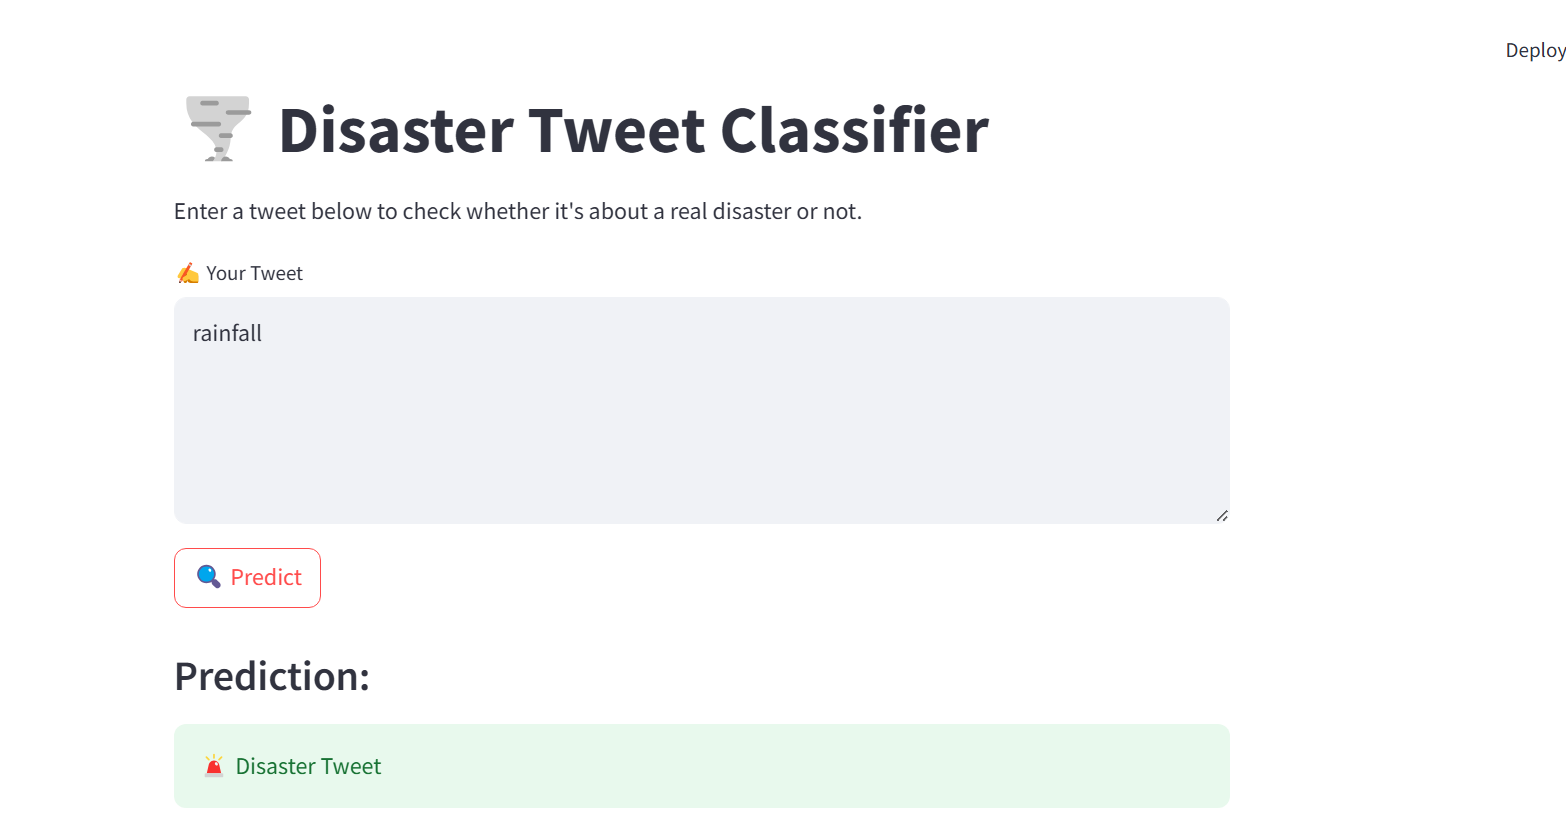 Deploy
Disaster Tweet Classifier
Enter a tweet below to check whether it's about a real disaster or not.
Your Tweet
rainfall
Predict
Prediction:
Disaster Tweet